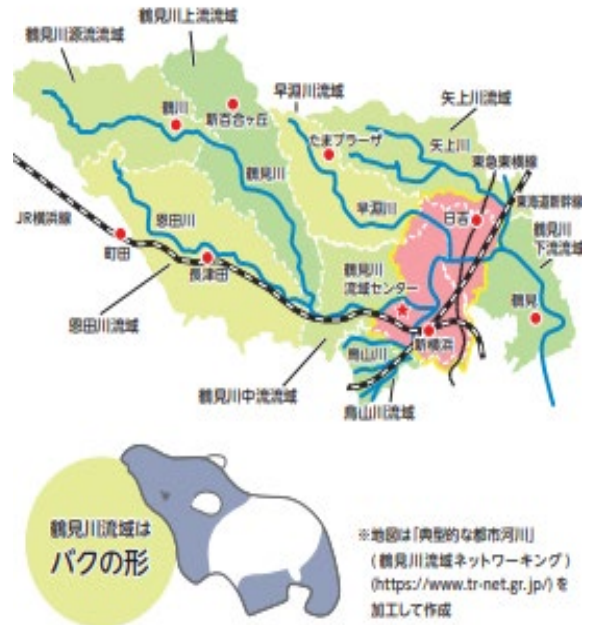 鶴見川上流流域
鶴見川源流流域
早淵川流域
矢上川流域
鶴川
新百合ヶ丘
たまプラーザ
矢上川
東急東横線
東海道新幹線
鶴見川
早淵川
日吉
鶴見川
下流流域
JR横浜線
恩田川
町田
長津田
鶴見川
流域センター
鶴見
恩田川流域
新横浜
鳥山川
鶴見川中流流域
鳥山川流域
鶴見川流域は
バクの形
※地図は「典型的な都市河川」
(鶴見川流域ネットワーキング)
(https://www.tr-net.gr.jp/)を
加工して作成